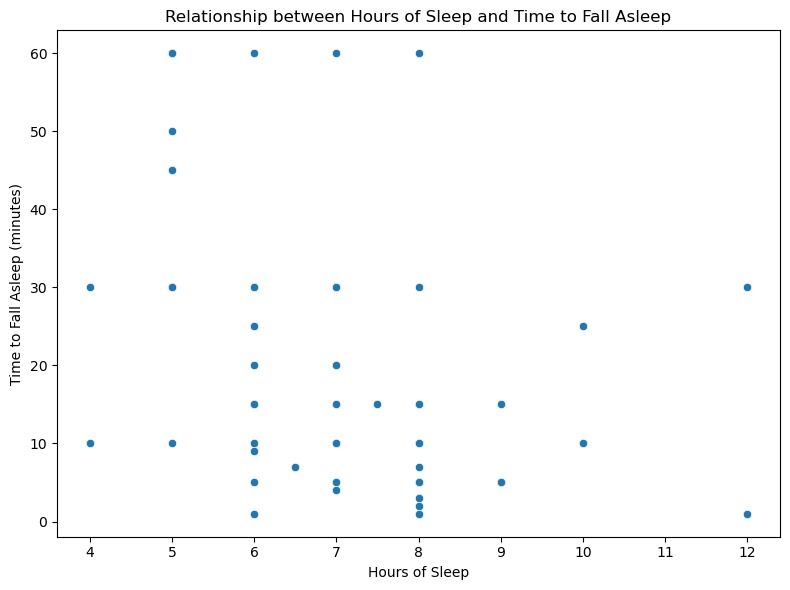 Relationship between Hours of Sleep and Time to Fall Asleep
Time to Fall Asleep (minutes)
60
50
40
30
20
10
0
4 5 6 7 8 9 10 11 12
Hours of Sleep